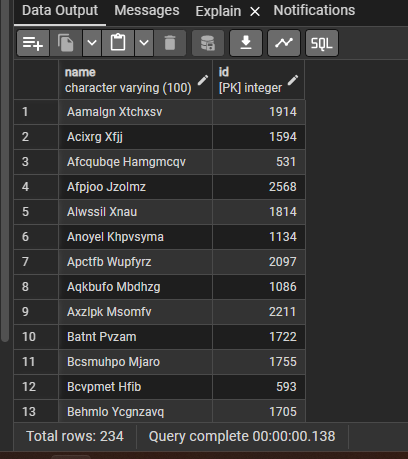 Data Output Messages Explain Notifications
SQL
name id
character varying (100) [PK] integer
1 Aamalgn Xtchxsv 1914
2 Acixrg Xfjj 1594
3 Afcqubqe Hamgmcqv 531
4 Afpjoo Jzolmz 2568
5 Alwssil Xnau 1814
6 Anoyel Khpvsyma 1134
7 Apctfb Wupfyrz 2097
8 Aqkbufo Mbdhzg 1086
9 Axzlpk Msomfv 2211
10 Batnt Pvzam 1722
11 Bcsmuhpo Mjaro 1755
12 Bcvpmet Hfib 593
13 Behmlo Ycgnzavq 1705
Total rows: 234 Query complete 00:00:00.138